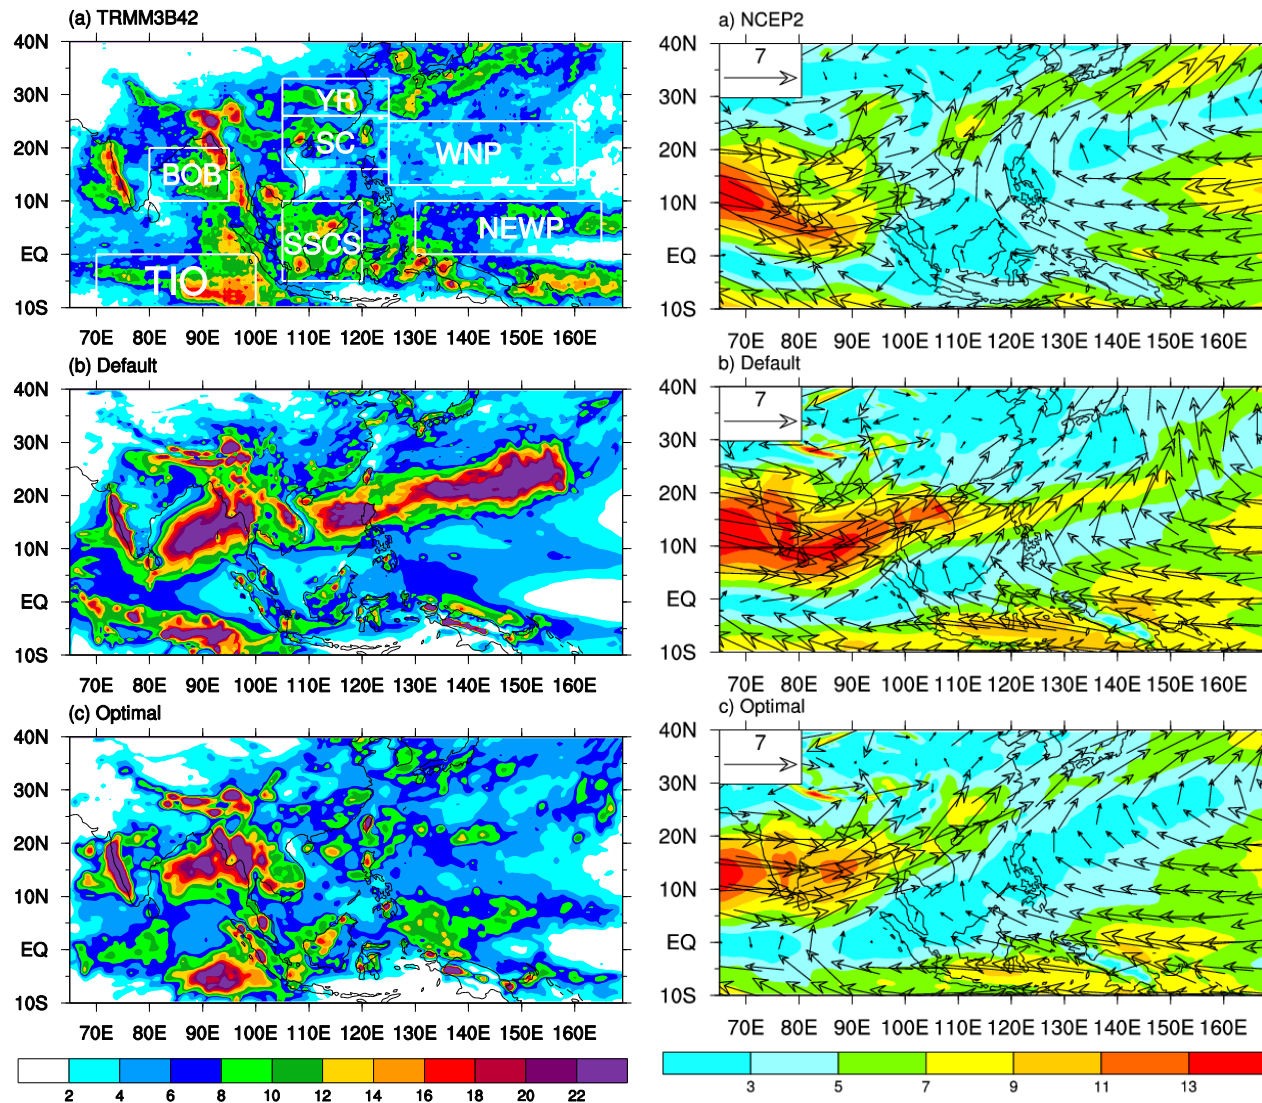 (a) TRMM3B42
40N
30N
20N
10N
EQ
10S
YR
SC
WNP
BOB
NEWP
SSCS
TIO
70E 80E 90E 100E 110E 120E 130E 140E 150E 160E
(b) Default
40N
30N
20N
10N
EQ
10S
70E 80E 90E 100E 110E 120E 130E 140E 150E 160E
(c) Optimal
40N
30N
20N
10N
EQ
10S
70E 80E 90E 100E 110E 120E 130E 140E 150E 160E
2 4 6 8 10 12 14 16 18 20 22
a) NCEP2
7
40N
30N
20N
10N
EQ
10S
70E 80E 90E 100E 110E 120E 130E 140E 150E 160E
b) Default
7
40N
30N
20N
10N
EQ
10S
70E 80E 90E 100E 110E 120E 130E 140E 150E 160E
c) Optimal
7
40N
30N
20N
10N
EQ
10S
70E 80E 90E 100E 110E 120E 130E 140E 150E 160E
3 5 7 9 11 13